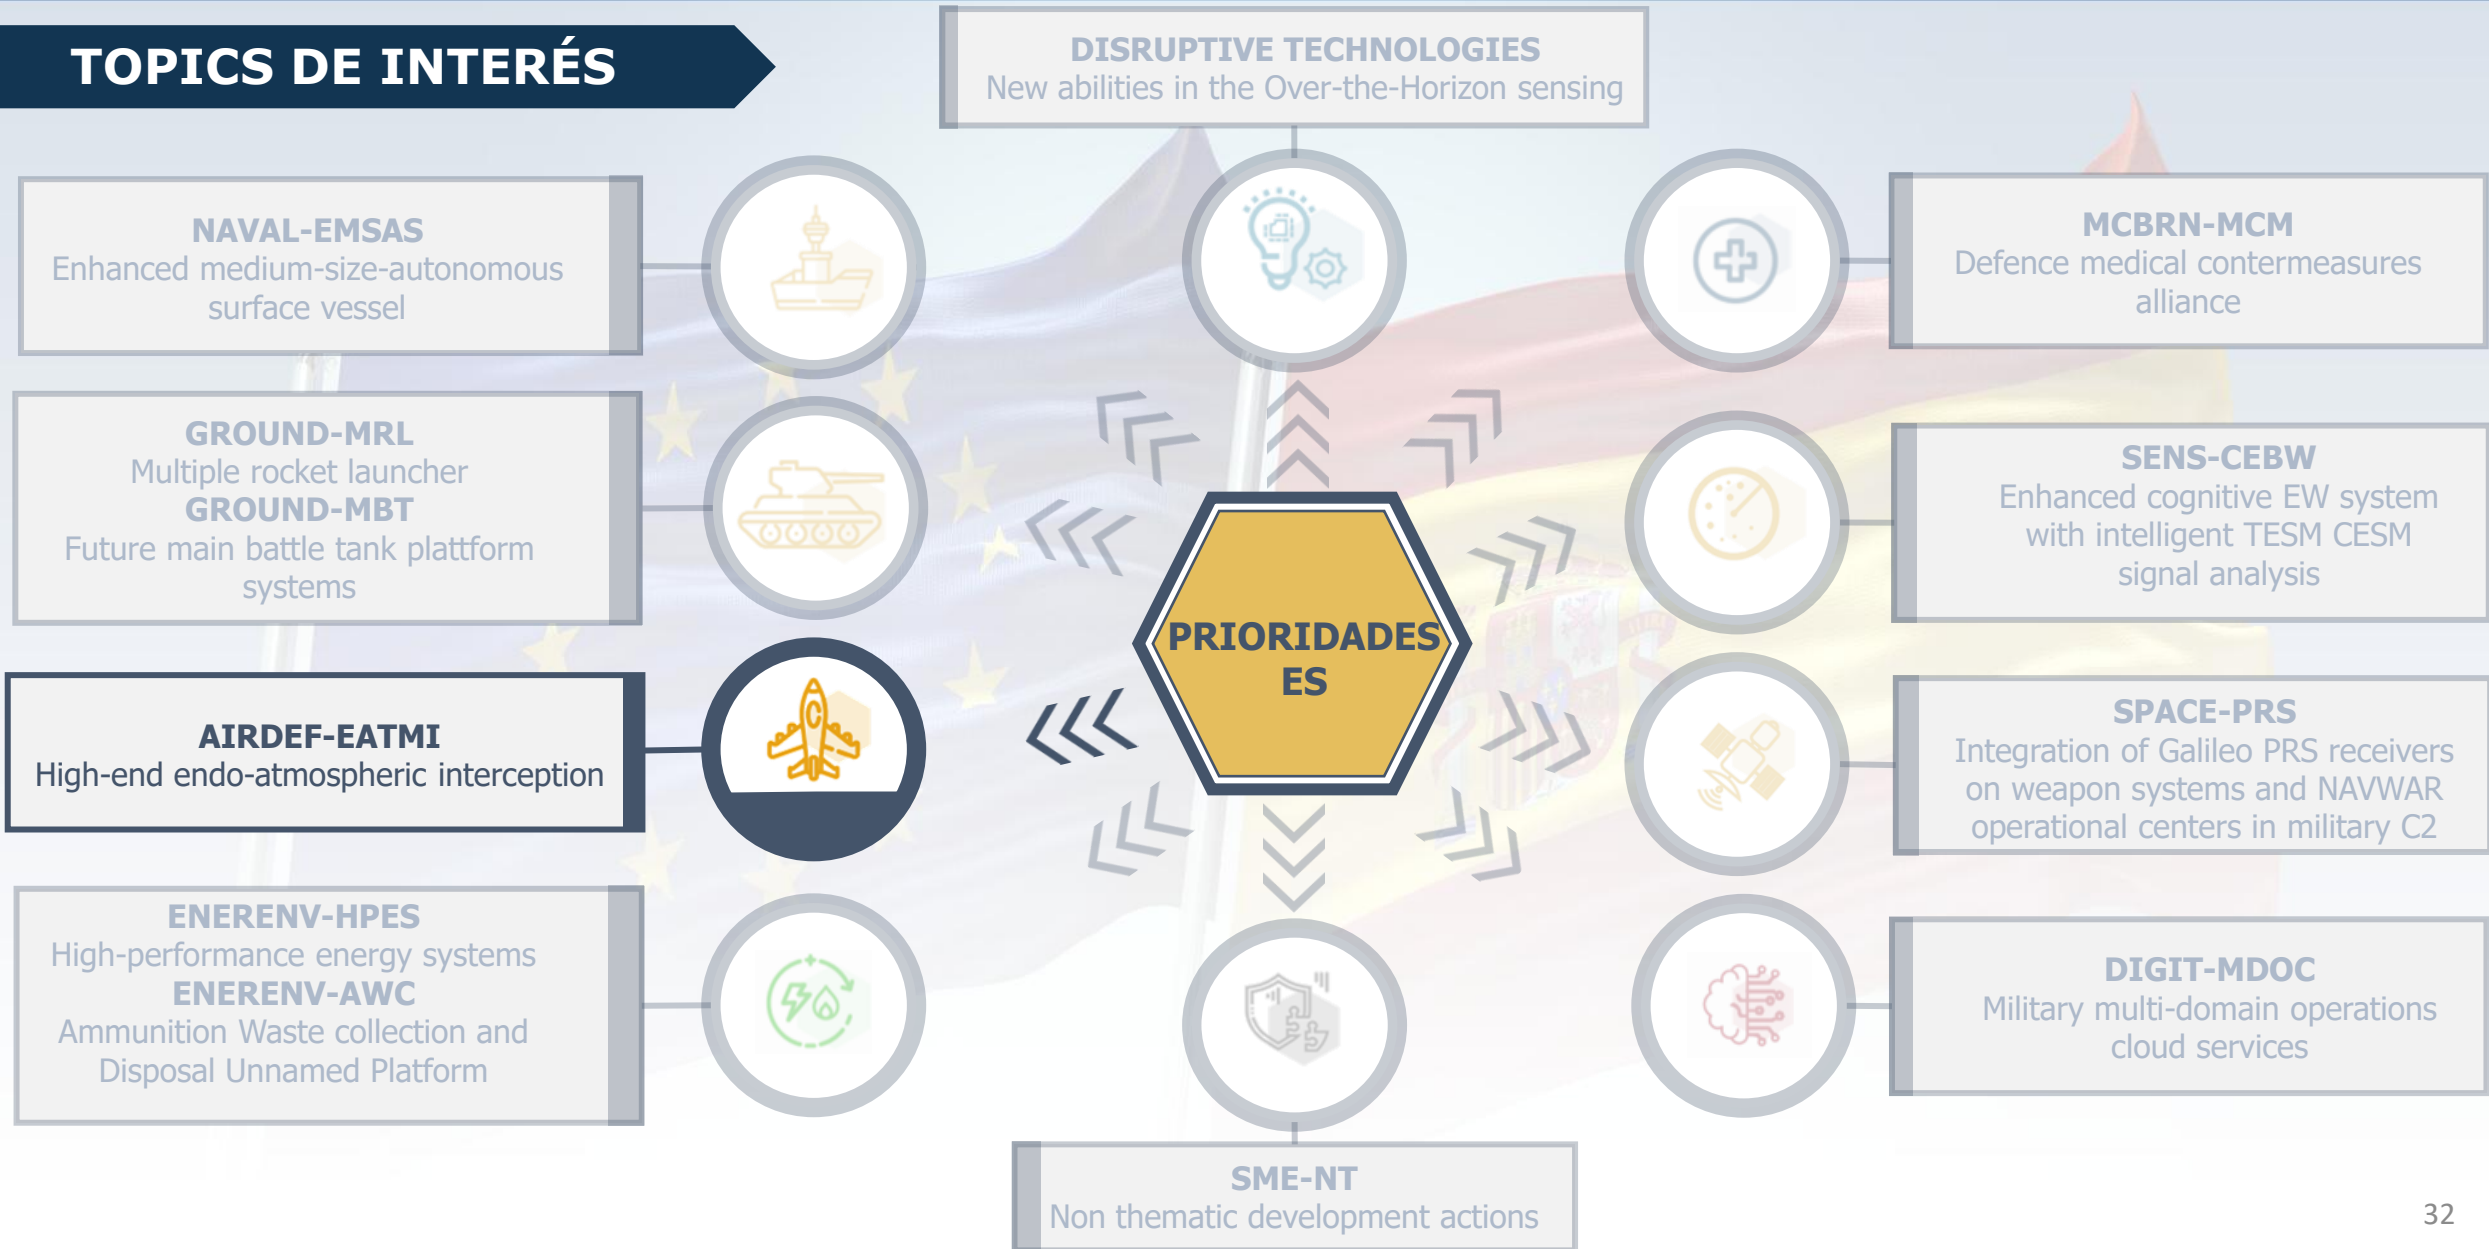 TOPICS DE INTERÉS
DISRUPTIVE TECHNOLOGIES
New abilities in the Over-the-Horizon sensing
NAVAL-EMSAS
Enhanced medium-size-autonomous
surface vessel
GROUND-MRL
Multiple rocket launcher
GROUND-MBT
Future main battle tank plattform
systems
AIRDEF-EATMI
High-end endo-atmospheric interception
ENERENV-HPES
High-performance energy systems
ENERENV-AWC
Ammunition Waste collection and
Disposal Unnamed Platform
PRIORIDADES
ES
MCBRN-MCM
Defence medical contermeasures
alliance
SENS-CEBW
Enhanced cognitive EW system
with intelligent TESM CESM
signal analysis
SPACE-PRS
Integration of Galileo PRS receivers
on weapon systems and NAVWAR
operational centers in military C2
DIGIT-MDOC
Military multi-domain operations
cloud services
SME-NT
Non thematic development actions
32